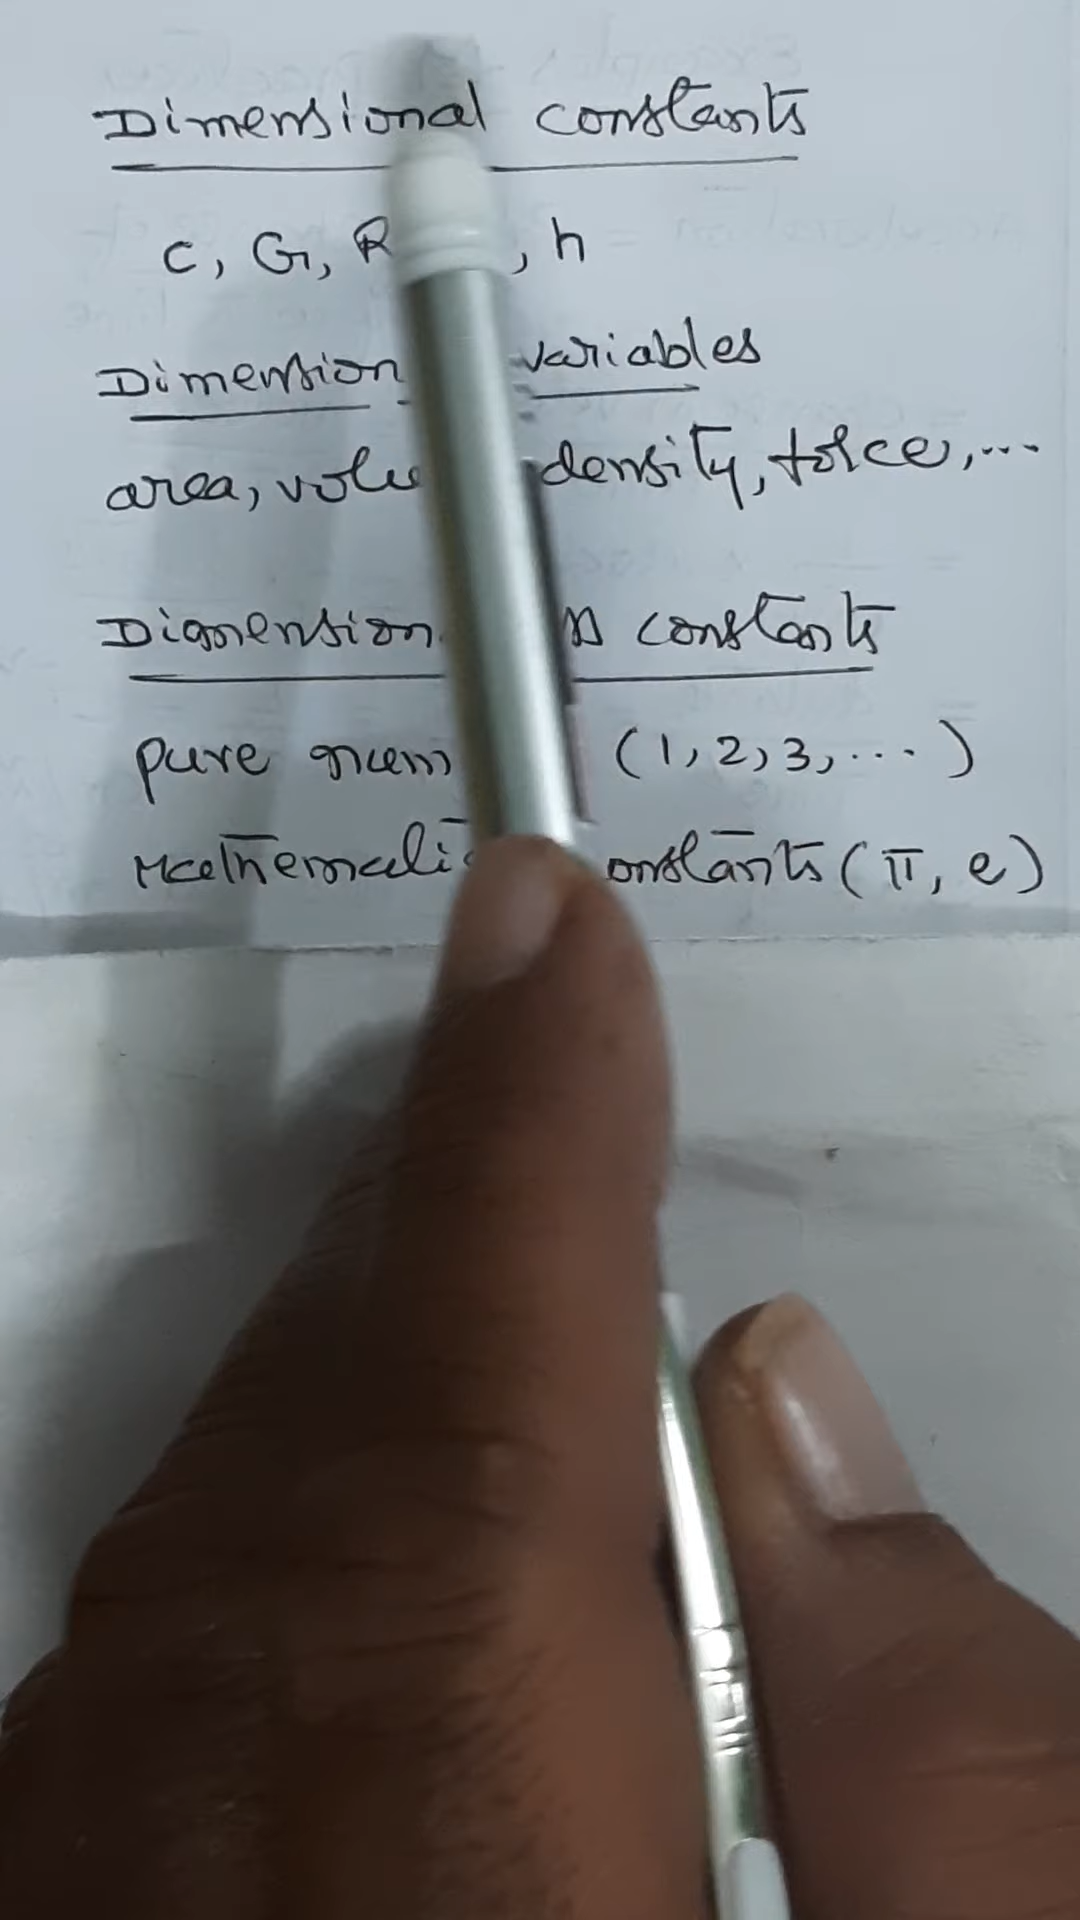 Dimensional constants
c, G, R , h
Dimension variables
area, volu density, force, ...
Dimension constants
pure num (1, 2, 3, ... )
Mathemati onstants ( π, e )